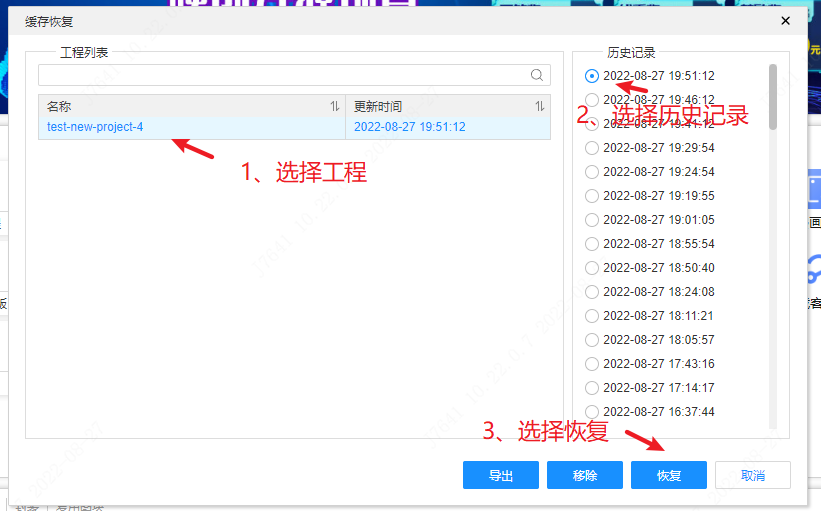 缓存恢复
工程列表
名称
更新时间
test-new-project-4
2022-08-27 19:51:12
1、选择工程
历史记录
2022-08-27 19:51:12
2022-08-27 19:46:12
2、选择历史记录
2022-08-27 19:41:12
2022-08-27 19:29:54
2022-08-27 19:24:54
2022-08-27 19:19:55
2022-08-27 19:01:05
2022-08-27 18:55:54
2022-08-27 18:50:40
2022-08-27 18:24:08
2022-08-27 18:11:21
2022-08-27 18:05:57
2022-08-27 17:43:16
2022-08-27 17:14:17
2022-08-27 16:37:44
3、选择恢复
导出
移除
恢复
取消